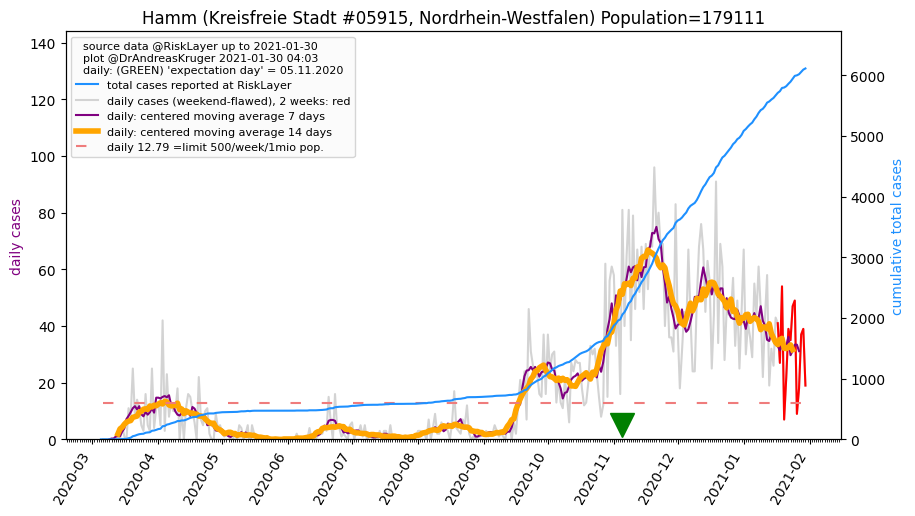 Hamm (Kreisfreie Stadt #05915, Nordrhein-Westfalen) Population=179111
source data @RiskLayer up to 2021-01-30
plot @DrAndreasKruger 2021-01-30 04:03
daily: (GREEN) 'expectation day' = 05.11.2020
total cases reported at RiskLayer
daily cases (weekend-flawed), 2 weeks: red
daily: centered moving average 7 days
daily: centered moving average 14 days
daily 12.79 =limit 500/week/1mio pop.
daily cases
140
120
100
80
60
40
20
0
cumulative total cases
6000
5000
4000
3000
2000
1000
0
2020-03
2020-04
2020-05
2020-06
2020-07
2020-08
2020-09
2020-10
2020-11
2020-12
2021-01
2021-02